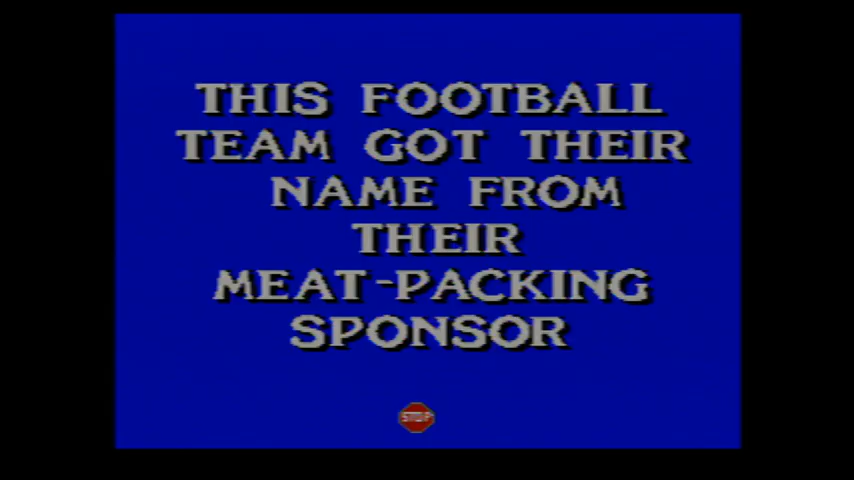 THIS FOOTBALL
TEAM GOT THEIR
NAME FROM
THEIR
MEAT-PACKING
SPONSOR
STOP